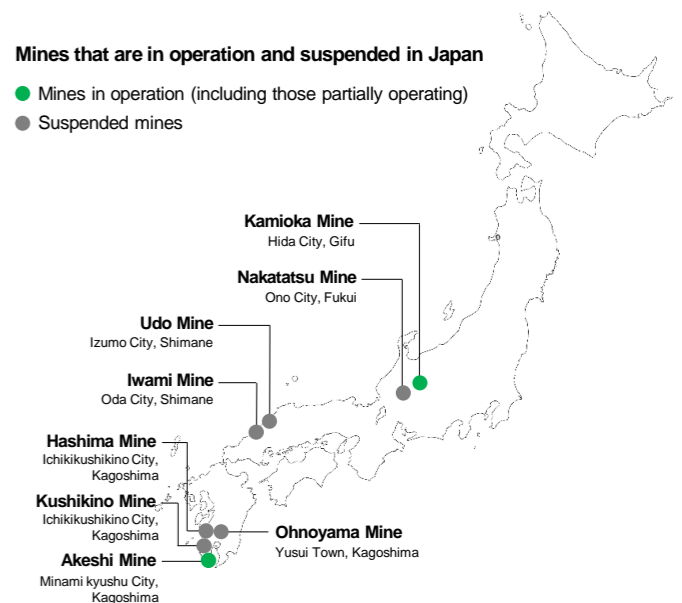 Mines that are in operation and suspended in Japan
Mines in operation (including those partially operating)
Suspended mines
Kamioka Mine
Hida City, Gifu
Nakatatsu Mine
Ono City, Fukui
Udo Mine
Izumo City, Shimane
Iwami Mine
Oda City, Shimane
Hashima Mine
Ichikikushikino City,
Kagoshima
Kushikino Mine
Ichikikushikino City,
Kagoshima
Ohnoyama Mine
Yusui Town, Kagoshima
Akeshi Mine
Minami kyushu City,
Kagoshima